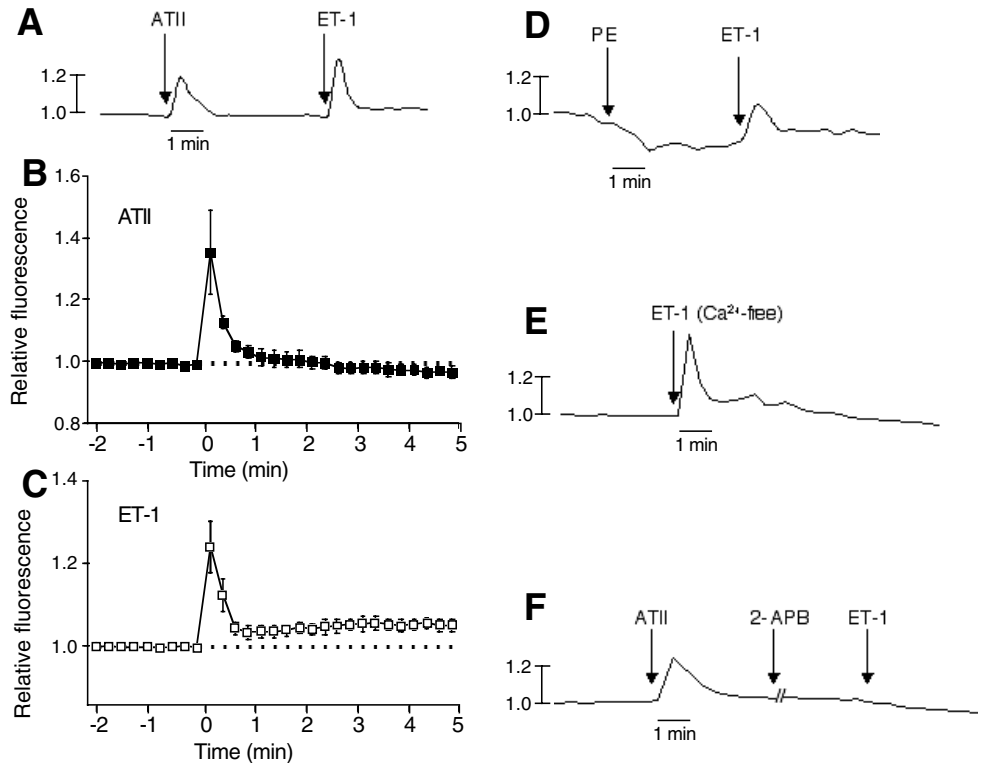 A
ATII ET-1
1.2
1.0
1 min
B
1.6
1.4
1.2
1.0
0.8
Relative fluorescence
ATII
-2 -1 0 1 2 3 4 5
Time (min)
C
1.4
1.2
1.0
Relative fluorescence
ET-1
-2 -1 0 1 2 3 4 5
Time (min)
D
PE ET-1
1.2
1.0
1 min
E
ET-1 (Ca²⁺-free)
1.2
1.0
1 min
F
ATII 2-APB ET-1
1.2
1.0
1 min